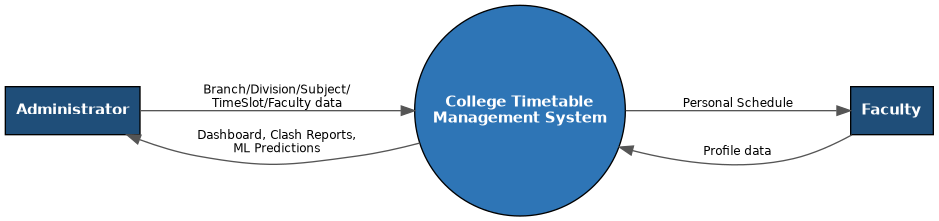 Administrator
Branch/Division/Subject/
TimeSlot/Faculty data
Dashboard, Clash Reports,
ML Predictions
College Timetable
Management System
Personal Schedule
Profile data
Faculty